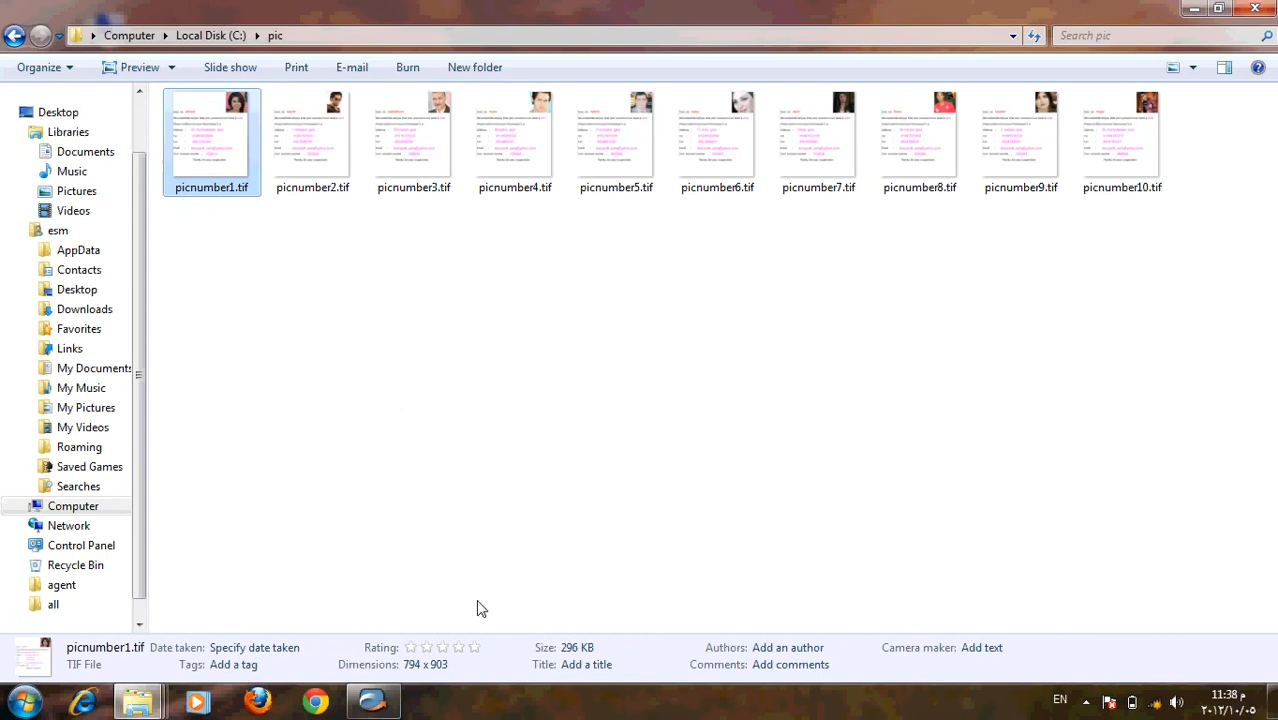 Computer Local Disk (C:) pic
Search pic
Organize Preview Slide show Print E-mail Burn New folder
Desktop
Libraries
Docu
Music
Pictures
Videos
esm
AppData
Contacts
Desktop
Downloads
Favorites
Links
My Documents
My Music
My Pictures
My Videos
Roaming
Saved Games
Searches
Computer
Network
Control Panel
Recycle Bin
agent
all
picnumber1.tif picnumber2.tif picnumber3.tif picnumber4.tif picnumber5.tif picnumber6.tif picnumber7.tif picnumber8.tif picnumber9.tif picnumber10.tif
picnumber1.tif Date taken: Specify date taken Rating: Size: 296 KB Authors: Add an author Camera maker: Add text
TIF File Tags: Add a tag Dimensions: 794 x 903 Title: Add a title Comments: Add comments
EN
11:38 م
٢٠١٢/١٠/٠٥